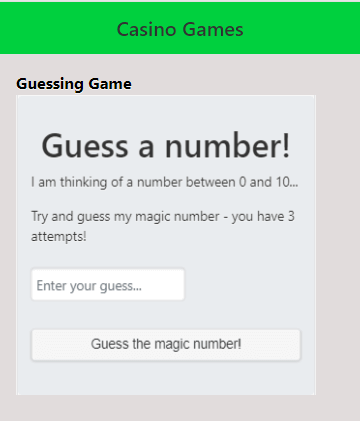 Casino Games
Guessing Game
Guess a number!
I am thinking of a number between 0 and 10...
Try and guess my magic number - you have 3
attempts!
Enter your guess...
Guess the magic number!